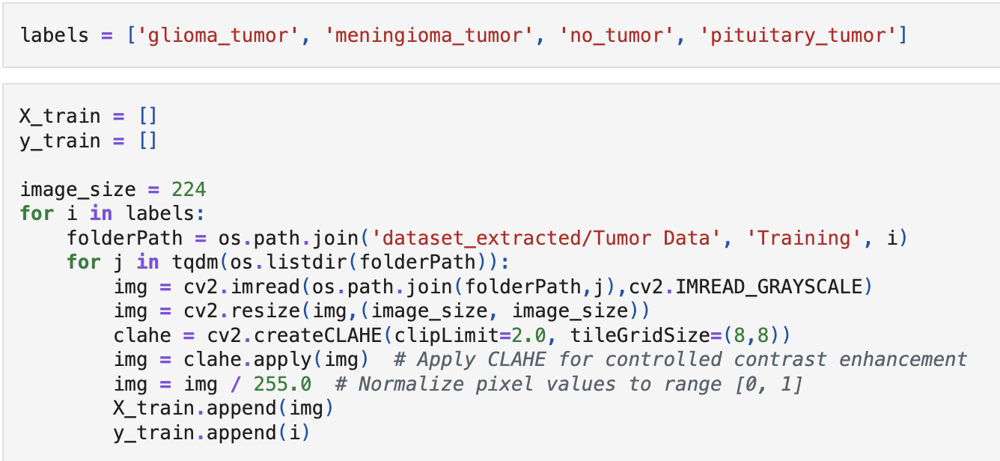 labels = ['glioma_tumor', 'meningioma_tumor', 'no_tumor', 'pituitary_tumor']
X_train = []
y_train = []
image_size = 224
for i in labels:
    folderPath = os.path.join('dataset_extracted/Tumor Data', 'Training', i)
    for j in tqdm(os.listdir(folderPath)):
        img = cv2.imread(os.path.join(folderPath,j),cv2.IMREAD_GRAYSCALE)
        img = cv2.resize(img,(image_size, image_size))
        clahe = cv2.createCLAHE(clipLimit=2.0, tileGridSize=(8,8))
        img = clahe.apply(img)  # Apply CLAHE for controlled contrast enhancement
        img = img / 255.0  # Normalize pixel values to range [0, 1]
        X_train.append(img)
        y_train.append(i)